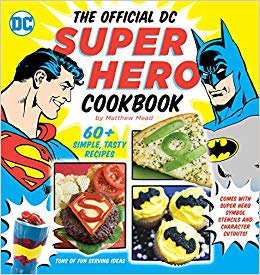 DC
THE OFFICIAL DC
SUPER
HERO
COOKBOOK
by Matthew Mead
60+
SIMPLE, TASTY
RECIPES
COMES WITH
SUPER HERO
SYMBOL
STENCILS AND
CHARACTER
CUTOUTS!
TONS OF FUN SERVING IDEAS